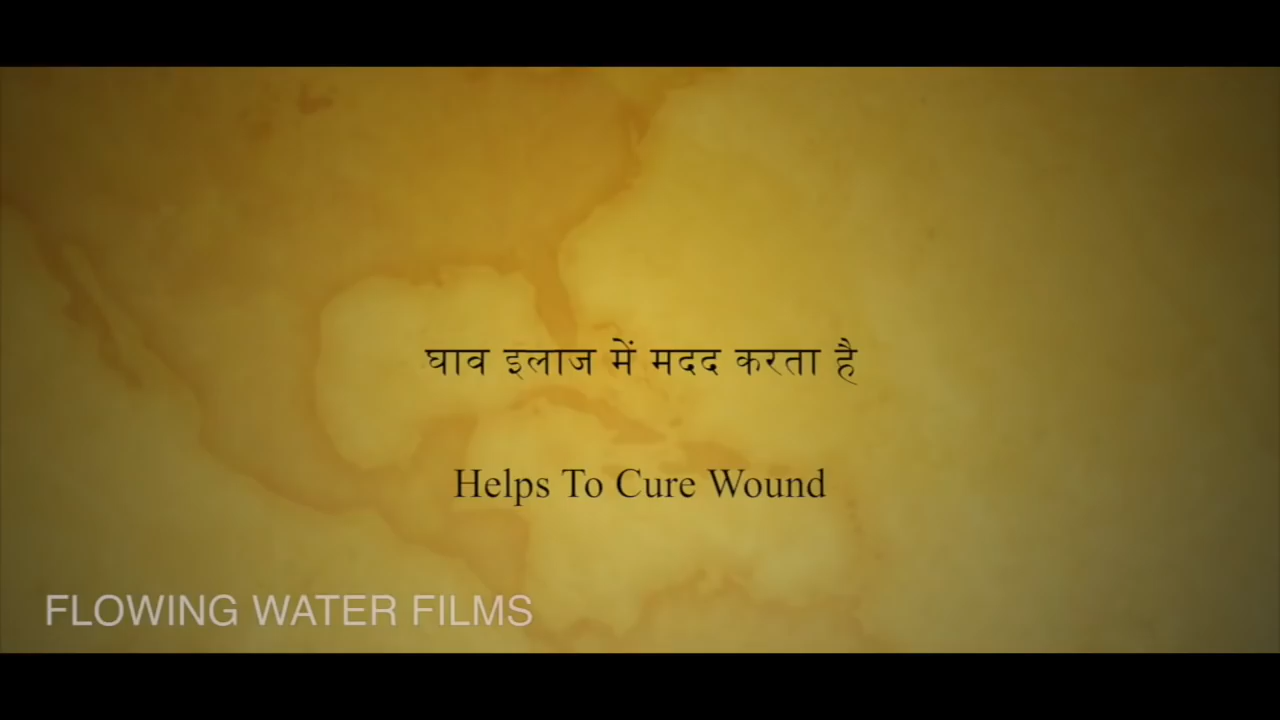 घाव इलाज में मदद करता है
Helps To Cure Wound
FLOWING WATER FILMS